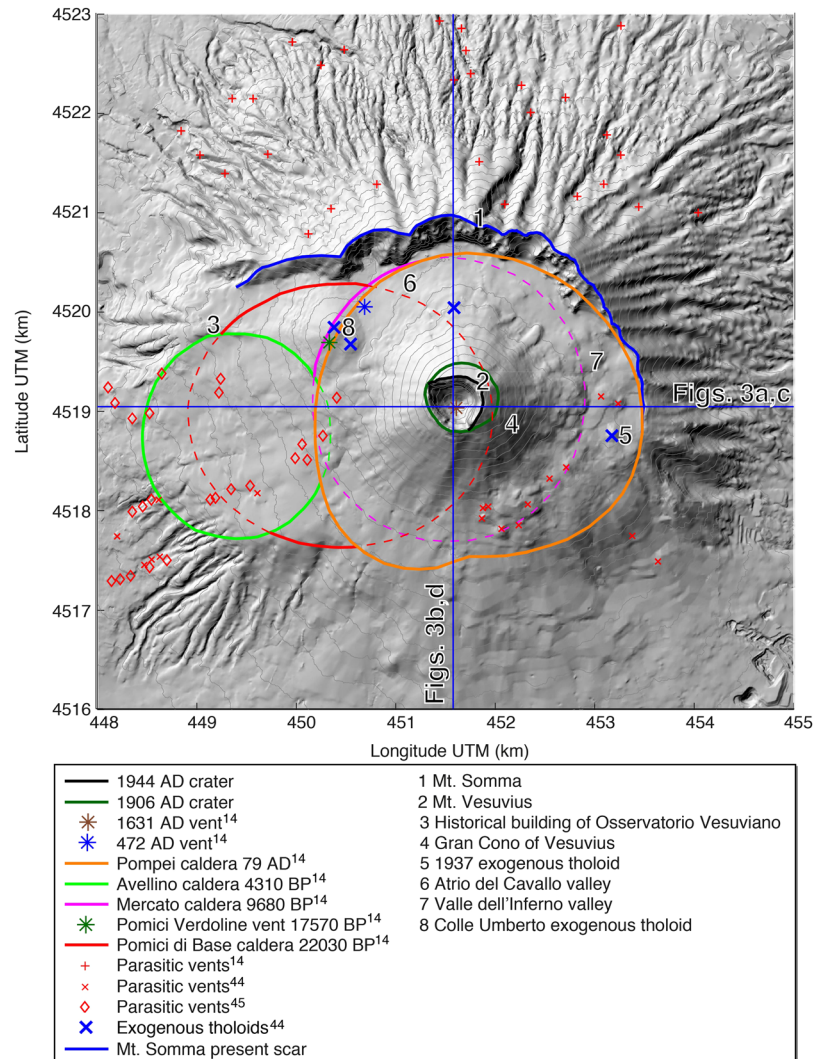 4523
4522
4521
4520
4519
4518
4517
4516
Latitude UTM (km)
1
6
3
8
7
2
Figs. 3a,c
4
5
Figs. 3b,d
448 449 450 451 452 453 454 455
Longitude UTM (km)
1944 AD crater
1906 AD crater
1631 AD vent14
472 AD vent14
Pompei caldera 79 AD14
Avellino caldera 4310 BP14
Mercato caldera 9680 BP14
Pomici Verdoline vent 17570 BP14
Pomici di Base caldera 22030 BP14
Parasitic vents14
Parasitic vents44
Parasitic vents45
Exogenous tholoids44
Mt. Somma present scar
1 Mt. Somma
2 Mt. Vesuvius
3 Historical building of Osservatorio Vesuviano
4 Gran Cono of Vesuvius
5 1937 exogenous tholoid
6 Atrio del Cavallo valley
7 Valle dell'Inferno valley
8 Colle Umberto exogenous tholoid